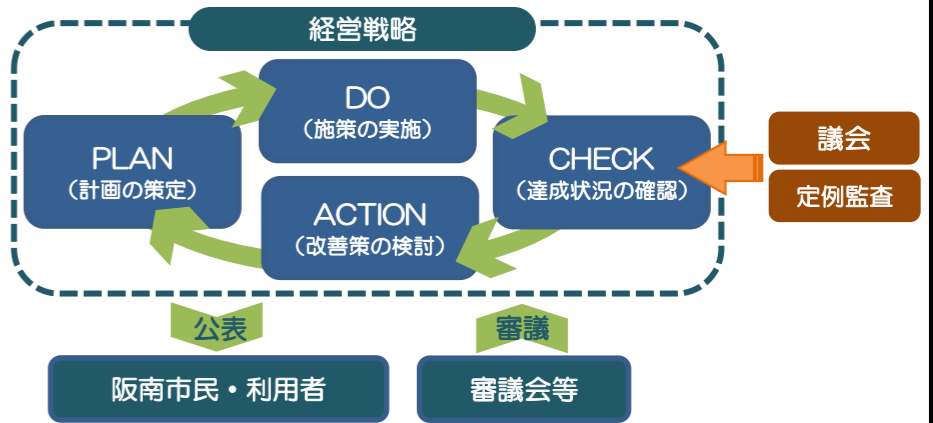 経営戦略
DO
（施策の実施）
PLAN
（計画の策定）
CHECK
（達成状況の確認）
ACTION
（改善策の検討）
議会
定例監査
公表
審議
阪南市民・利用者
審議会等